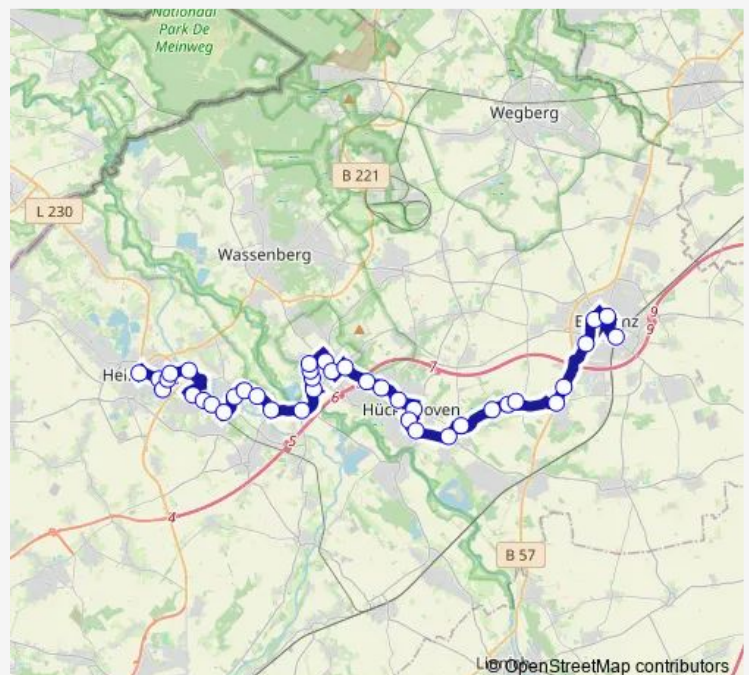 Nationaal
Park De
Meinweg
Wegberg
B 221
L 230
Wassenberg
9
9
7
6
5
4
B 57
© OpenStreetMap contributors